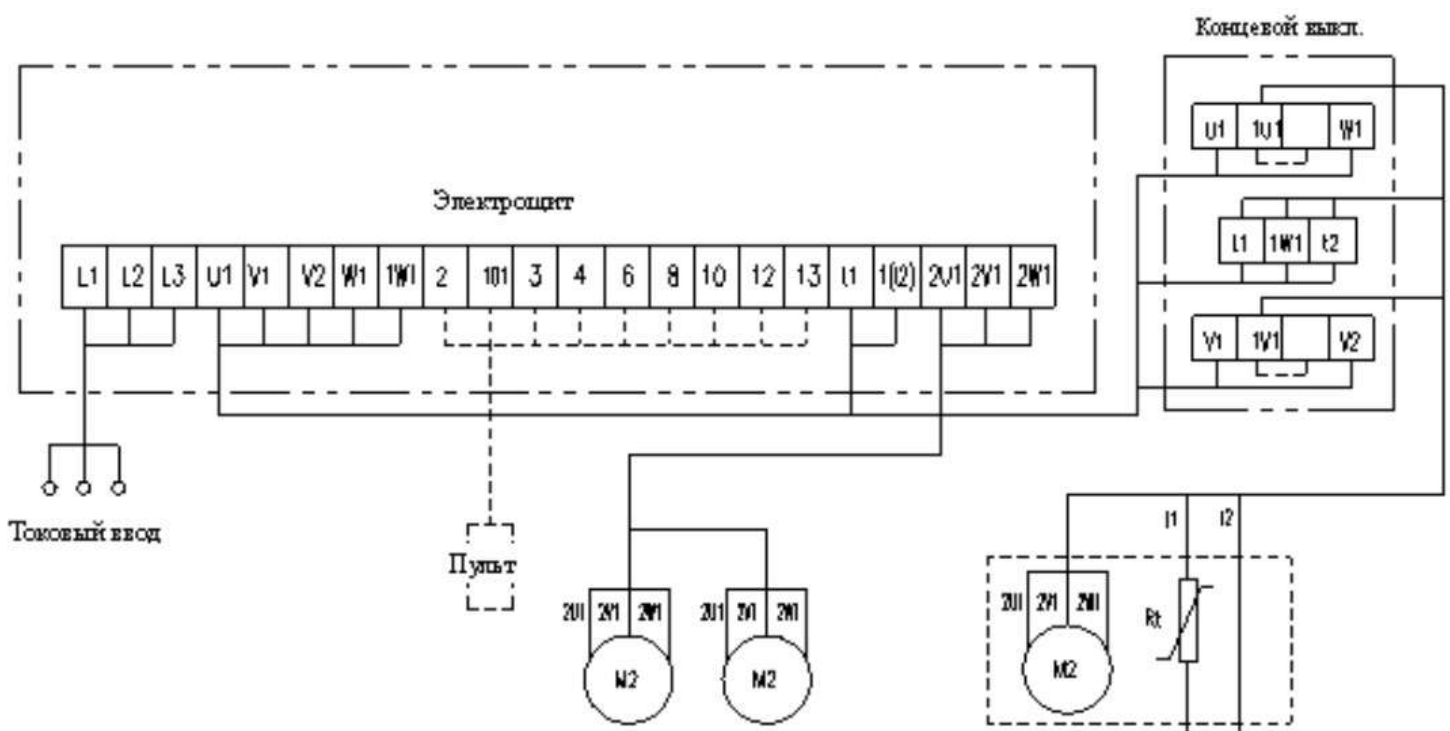 Концевой выкл.
U1 1U1 W1
Электрощит
t1 1W1 t2
L1 L2 L3 U1 V1 V2 W1 1W1 2 101 3 4 6 8 10 12 13 t1 1(t2) 2U1 2V1 2W1
V1 1V1 V2
Токовый ввод
Пульт
t1 t2
2U1 2V1 2W1
2U1 2V1 2W1
2U1 2V1 2W1
Rt
M2
M2
M2